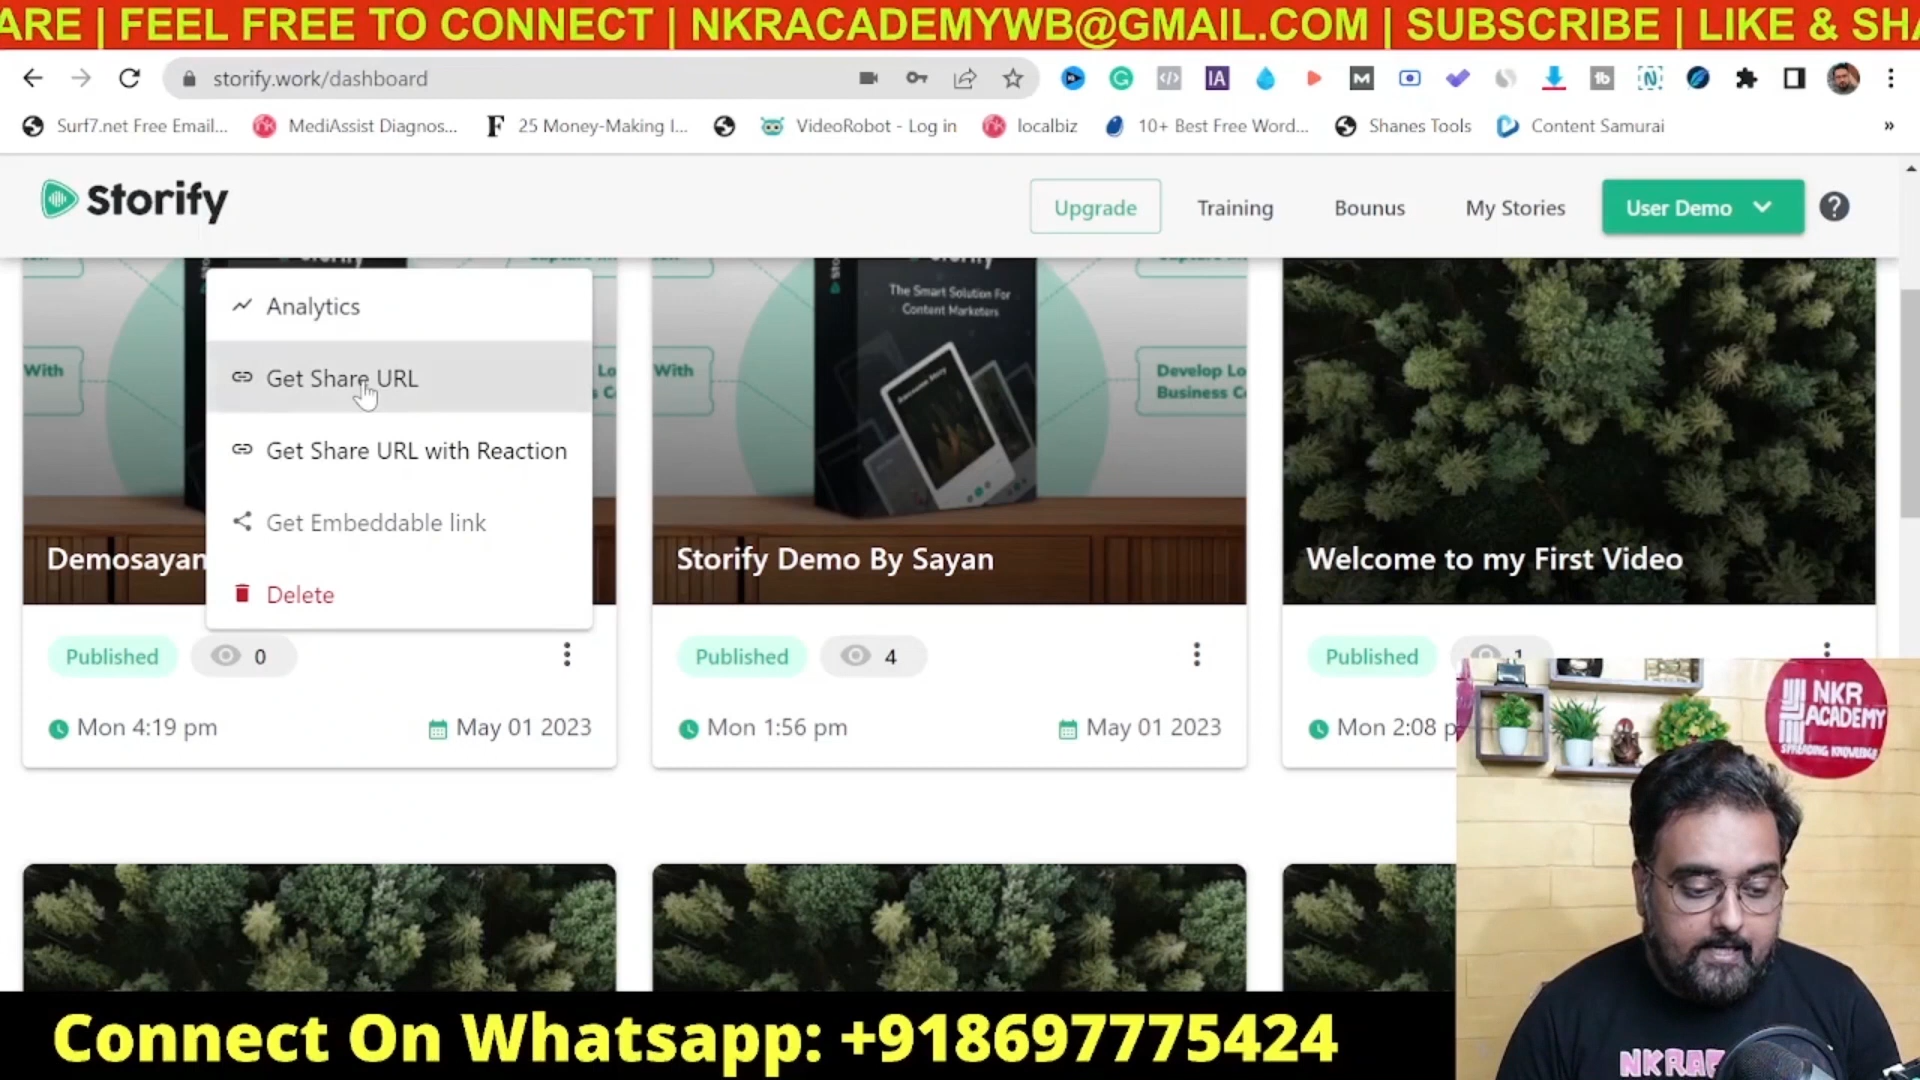 ARE | FEEL FREE TO CONNECT | NKRACADEMYWB@GMAIL.COM | SUBSCRIBE | LIKE & SHA
storify.work/dashboard
Surf7.net Free Email...
MediAssist Diagnos...
25 Money-Making I...
VideoRobot - Log in
localbiz
10+ Best Free Word...
Shanes Tools
Content Samurai
»
Storify
Upgrade
Training
Bounus
My Stories
User Demo
Analytics
Get Share URL
Get Share URL with Reaction
Get Embeddable link
Delete
With
With
The Smart Solution For
Content Marketers
Awesome Story
Develop Lo
Business C
Demosayan
Storify Demo By Sayan
Welcome to my First Video
Published
0
Published
4
Published
1
Mon 4:19 pm
May 01 2023
Mon 1:56 pm
May 01 2023
Mon 2:08 p
NKR
ACADEMY
SPREADING KNOWLEDGE
Connect On Whatsapp: +918697775424